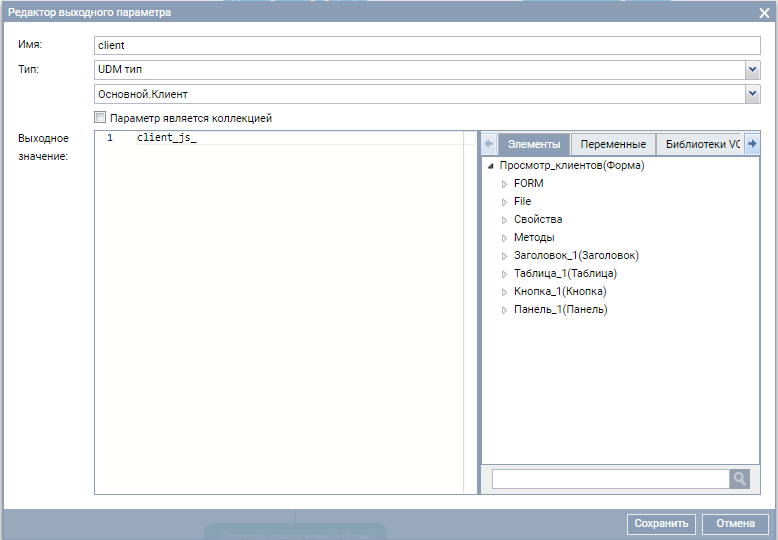 Редактор выходного параметра
Имя:
client
Тип:
UDM тип
Основной.Клиент
Параметр является коллекцией
Выходное
значение:
1 client_js_
Элементы Переменные Библиотеки VC
Просмотр_клиентов(Форма)
FORM
File
Свойства
Методы
Заголовок_1(Заголовок)
Таблица_1(Таблица)
Кнопка_1(Кнопка)
Панель_1(Панель)
Сохранить Отмена